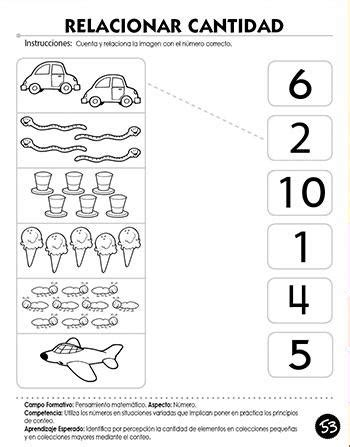 RELACIONAR CANTIDAD
Instrucciones: Cuenta y relaciona la imagen con el número correcto.
6
2
10
1
4
5
Campo Formativo: Pensamiento matemático. Aspecto: Número.
Competencia: Utiliza los números en situaciones variadas que implican poner en práctica los principios
de conteo.
Aprendizaje Esperado: Identifica por percepción la cantidad de elementos en colecciones pequeñas
y en colecciones mayores mediante el conteo.
53